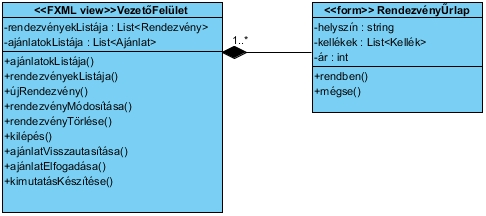 <<FXML view>>VezetőFelület
-rendezvényekListája : List<Rendezvény>
-ajánlatokListája : List<Ajánlat>
+ajánlatokListája()
+rendezvényekListája()
+újRendezvény()
+rendezvényMódosítása()
+rendezvényTörlése()
+kilépés()
+ajánlatVisszautasítása()
+ajánlatElfogadása()
+kimutatásKészítése()
1..*
<<form>> RendezvényŰrlap
-helyszín : string
-kellékek : List<Kellék>
-ár : int
+rendben()
+mégse()